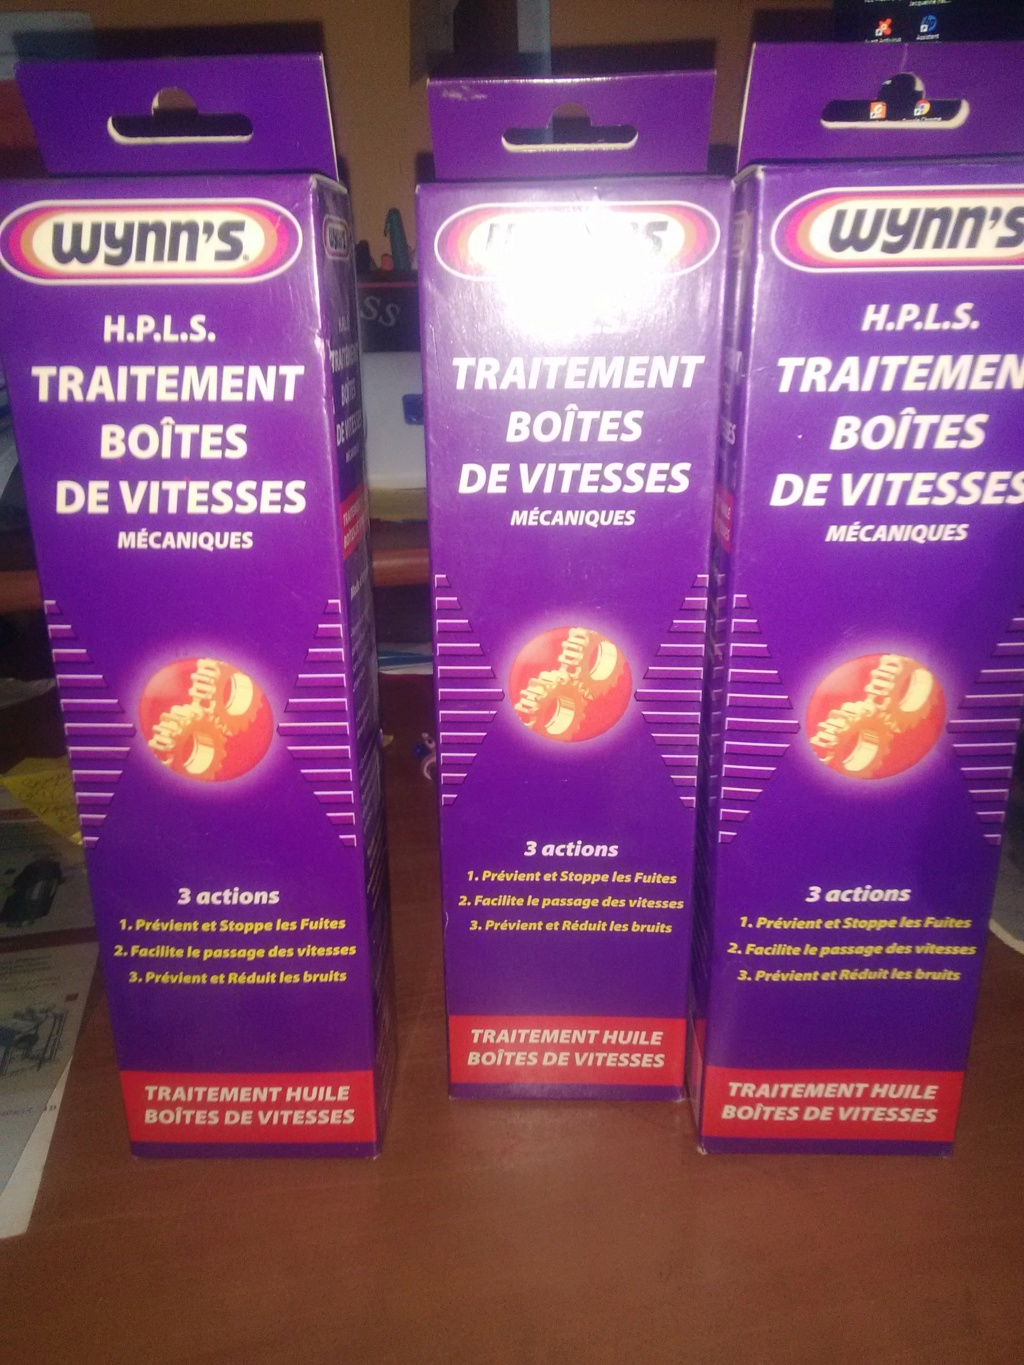 wynn's
H.P.L.S.
TRAITEMENT
BOÎTES
DE VITESSES
MÉCANIQUES
3 actions
1. Prévient et Stoppe les Fuites
2. Facilite le passage des vitesses
3. Prévient et Réduit les bruits
TRAITEMENT HUILE
BOÎTES DE VITESSES
TRAITEMENT
BOÎTES
DE VITESSES
MÉCANIQUES
3 actions
1. Prévient et Stoppe les Fuites
2. Facilite le passage des vitesses
3. Prévient et Réduit les bruits
TRAITEMENT HUILE
BOÎTES DE VITESSES
wynn's
H.P.L.S.
TRAITEMEN
BOÎTES
DE VITESSES
MÉCANIQUES
3 actions
1. Prévient et Stoppe les Fuites
2. Facilite le passage des vitesses
3. Prévient et Réduit les bruits
TRAITEMENT HUILE
BOÎTES DE VITESSES
Assistant